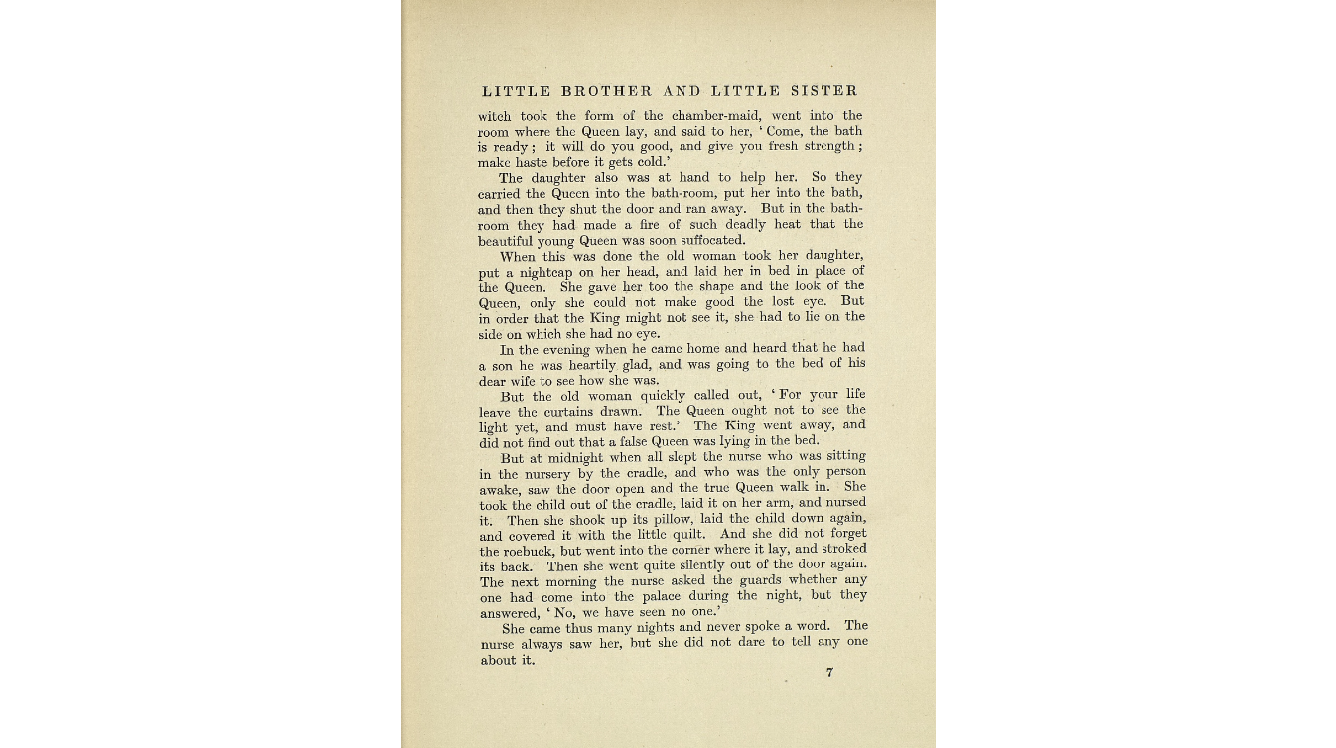 LITTLE BROTHER AND LITTLE SISTER
witch took the form of the chamber-maid, went into the
room where the Queen lay, and said to her, ‘ Come, the bath
is ready ; it will do you good, and give you fresh strength ;
make haste before it gets cold.’
The daughter also was at hand to help her. So they
carried the Queen into the bath-room, put her into the bath,
and then they shut the door and ran away. But in the bath-
room they had made a fire of such deadly heat that the
beautiful young Queen was soon suffocated.
When this was done the old woman took her daughter,
put a nightcap on her head, and laid her in bed in place of
the Queen. She gave her too the shape and the look of the
Queen, only she could not make good the lost eye. But
in order that the King might not see it, she had to lie on the
side on which she had no eye.
In the evening when he came home and heard that he had
a son he was heartily glad, and was going to the bed of his
dear wife to see how she was.
But the old woman quickly called out, ‘ For your life
leave the curtains drawn. The Queen ought not to see the
light yet, and must have rest.’ The King went away, and
did not find out that a false Queen was lying in the bed.
But at midnight when all slept the nurse who was sitting
in the nursery by the cradle, and who was the only person
awake, saw the door open and the true Queen walk in. She
took the child out of the cradle, laid it on her arm, and nursed
it. Then she shook up its pillow, laid the child down again,
and covered it with the little quilt. And she did not forget
the roebuck, but went into the corner where it lay, and stroked
its back. Then she went quite silently out of the door again.
The next morning the nurse asked the guards whether any
one had come into the palace during the night, but they
answered, ‘ No, we have seen no one.’
She came thus many nights and never spoke a word. The
nurse always saw her, but she did not dare to tell any one
about it.
7